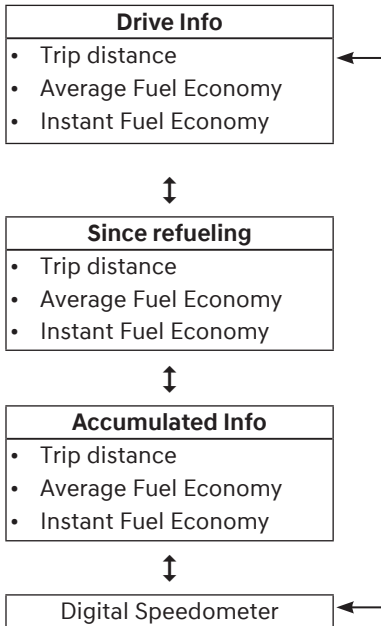 Drive Info
• Trip distance
• Average Fuel Economy
• Instant Fuel Economy
Since refueling
• Trip distance
• Average Fuel Economy
• Instant Fuel Economy
Accumulated Info
• Trip distance
• Average Fuel Economy
• Instant Fuel Economy
Digital Speedometer